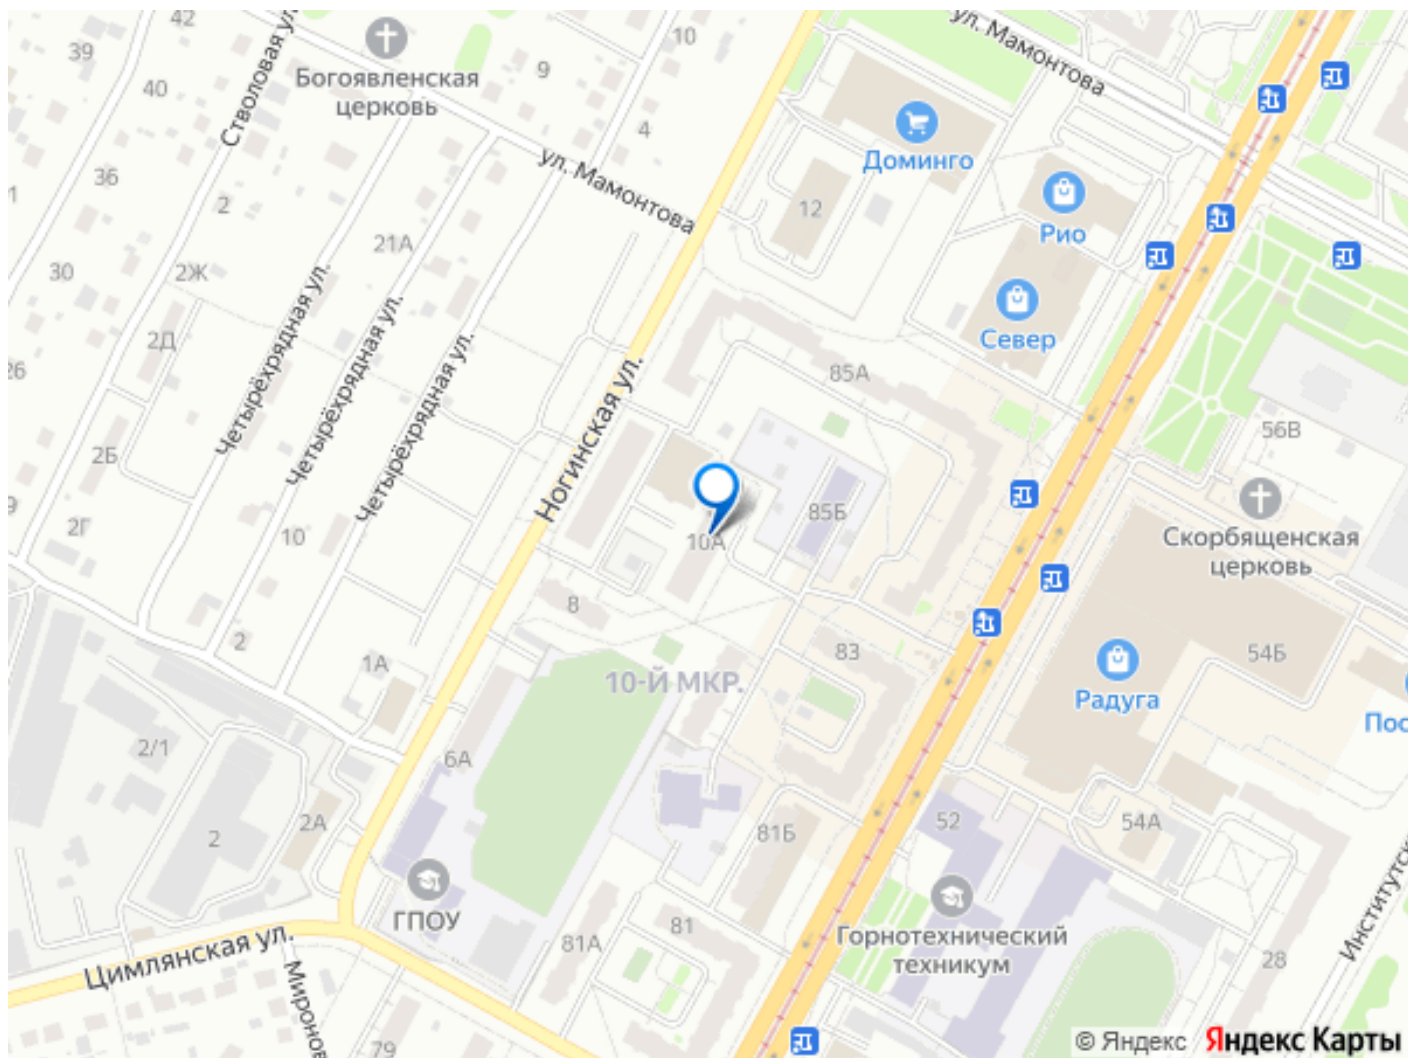 42
Стволовая ул.
39
40
Богоявленская
церковь
9
10
4
ул. Мамонтова
ул. Мамонтова
Доминго
12
Рио
Север
36
2
21А
30
2Ж
2Д
26
2Б
2Г
Четырёхрядная ул.
Четырёхрядная ул.
Четырёхрядная ул.
Ногинская ул.
85А
85Б
56В
Скорбященская
церковь
10
10А
8
2
1А
10-Й МКР.
83
54Б
Радуга
2/1
6А
2
2А
81Б
52
54А
ГПОУ
81
81А
Горнотехнический
техникум
28
Цимлянская ул.
79
© Яндекс Яндекс Карты